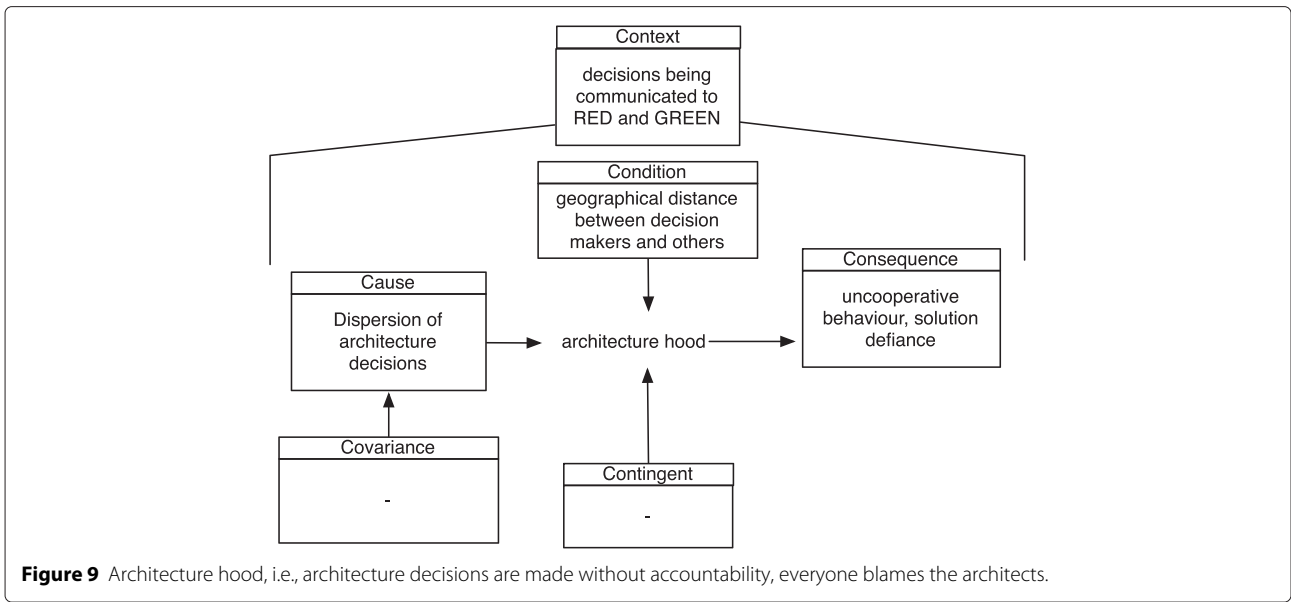 Context
decisions being
communicated to
RED and GREEN
Condition
geographical distance
between decision
makers and others
Consequence
uncooperative
behaviour, solution
defiance
Cause
Dispersion of
architecture
decisions
architecture hood
Covariance
-
Contingent
-
Figure 9 Architecture hood, i.e., architecture decisions are made without accountability, everyone blames the architects.